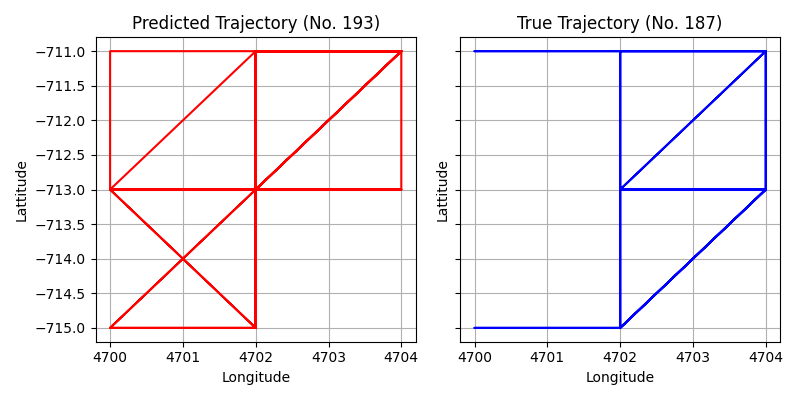 Predicted Trajectory (No. 193)
True Trajectory (No. 187)
−711.0
−711.5
−712.0
−712.5
−713.0
−713.5
−714.0
−714.5
−715.0
Lattitude
Lattitude
4700 4701 4702 4703 4704
4700 4701 4702 4703 4704
Longitude
Longitude